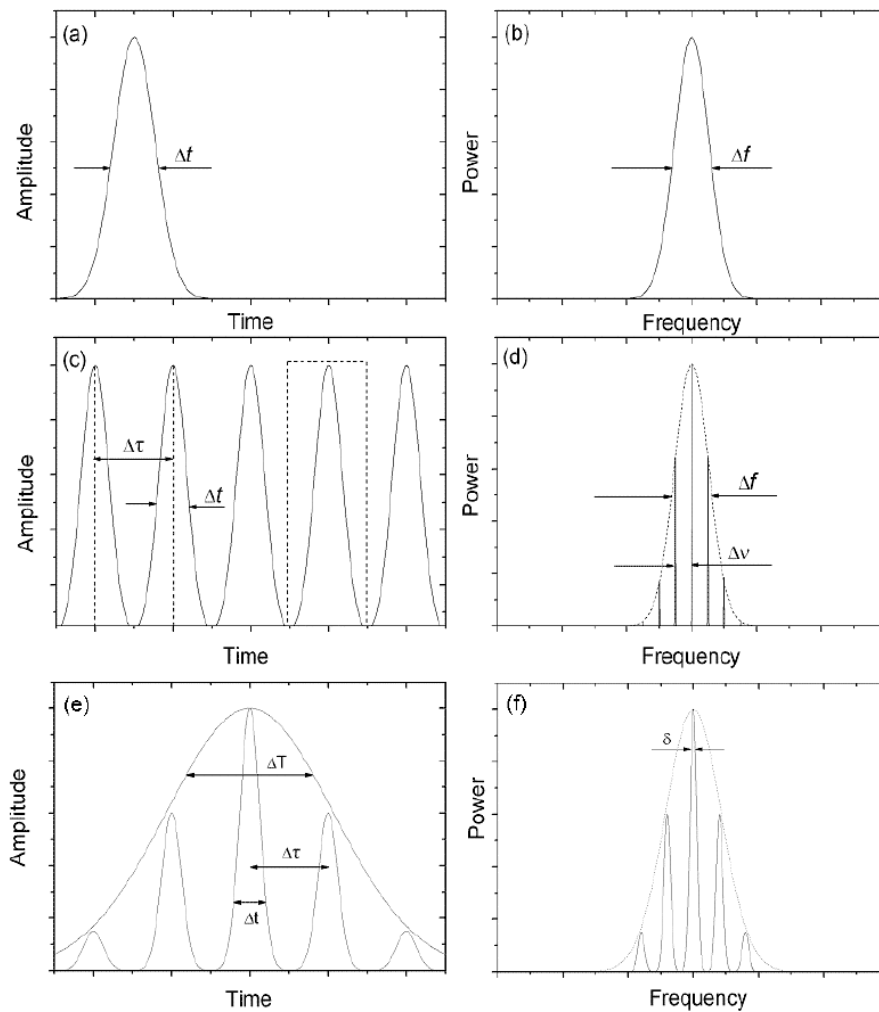 (a)
Amplitude
Δt
Time
(b)
Power
Δf
Frequency
(c)
Amplitude
Δτ
Δt
Time
(d)
Power
Δf
Δν
Frequency
(e)
Amplitude
ΔT
Δτ
Δt
Time
(f)
Power
δ
Frequency